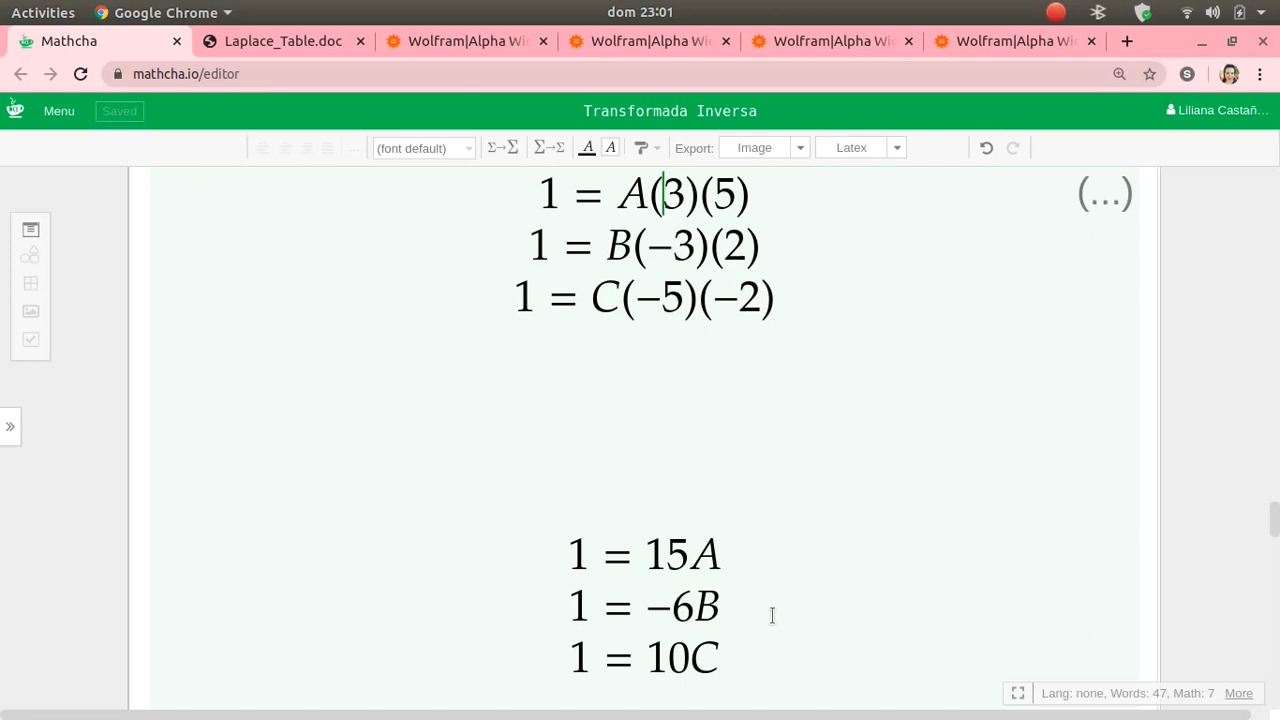 Activities Google Chrome dom 23:01
Mathcha Laplace_Table.doc Wolfram|Alpha Wi Wolfram|Alpha Wi Wolfram|Alpha Wi Wolfram|Alpha Wi
mathcha.io/editor S
Menu Saved Transformada Inversa Liliana Castañ...
... (font default) Σ→Σ Σ→Σ A A Export: Image Latex
1 = A(3)(5) (...)
1 = B(−3)(2)
1 = C(−5)(−2)
1 = 15A
1 = −6B
1 = 10C
Lang: none, Words: 47, Math: 7 More